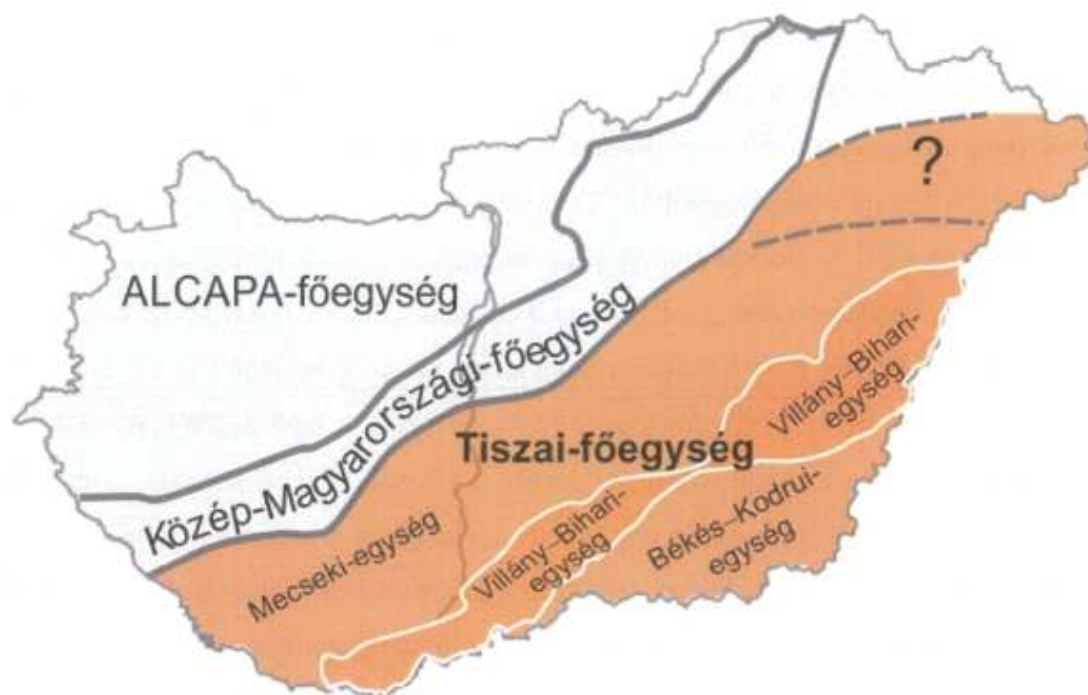 ?
ALCAPA-főegység
Közép-Magyarországi-főegység
Villány–Bihari-
egység
Tiszai-főegység
Mecseki-egység
Villány–Bihari-
egység
Békés–Kodrui-
egység